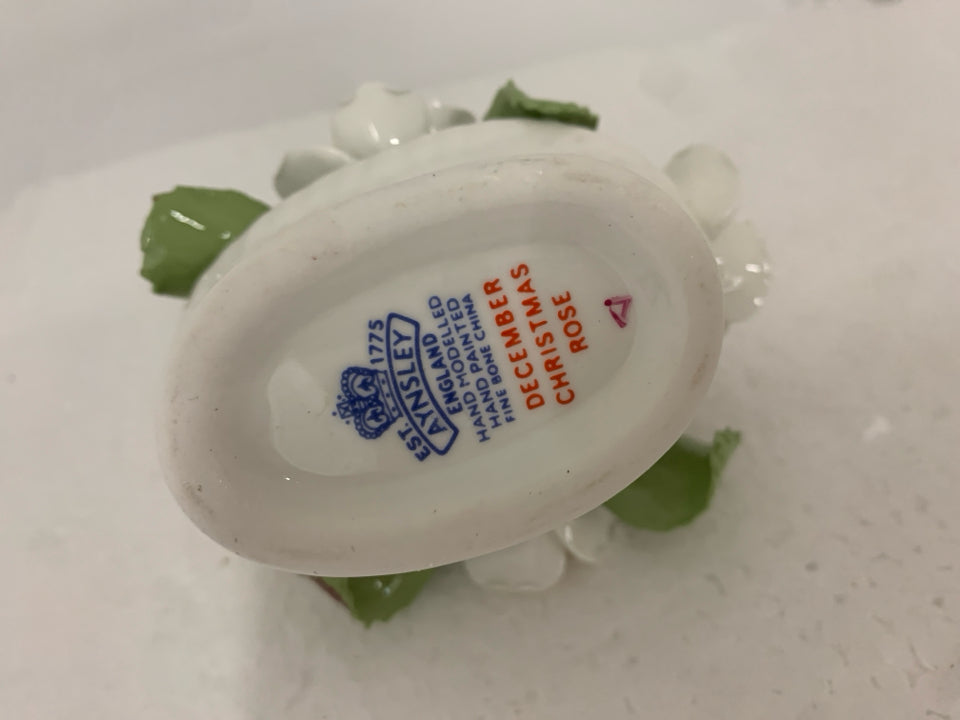 EST. 1775
AYNSLEY
ENGLAND
HAND MODELLED
HAND PAINTED
FINE BONE CHINA
DECEMBER
CHRISTMAS
ROSE